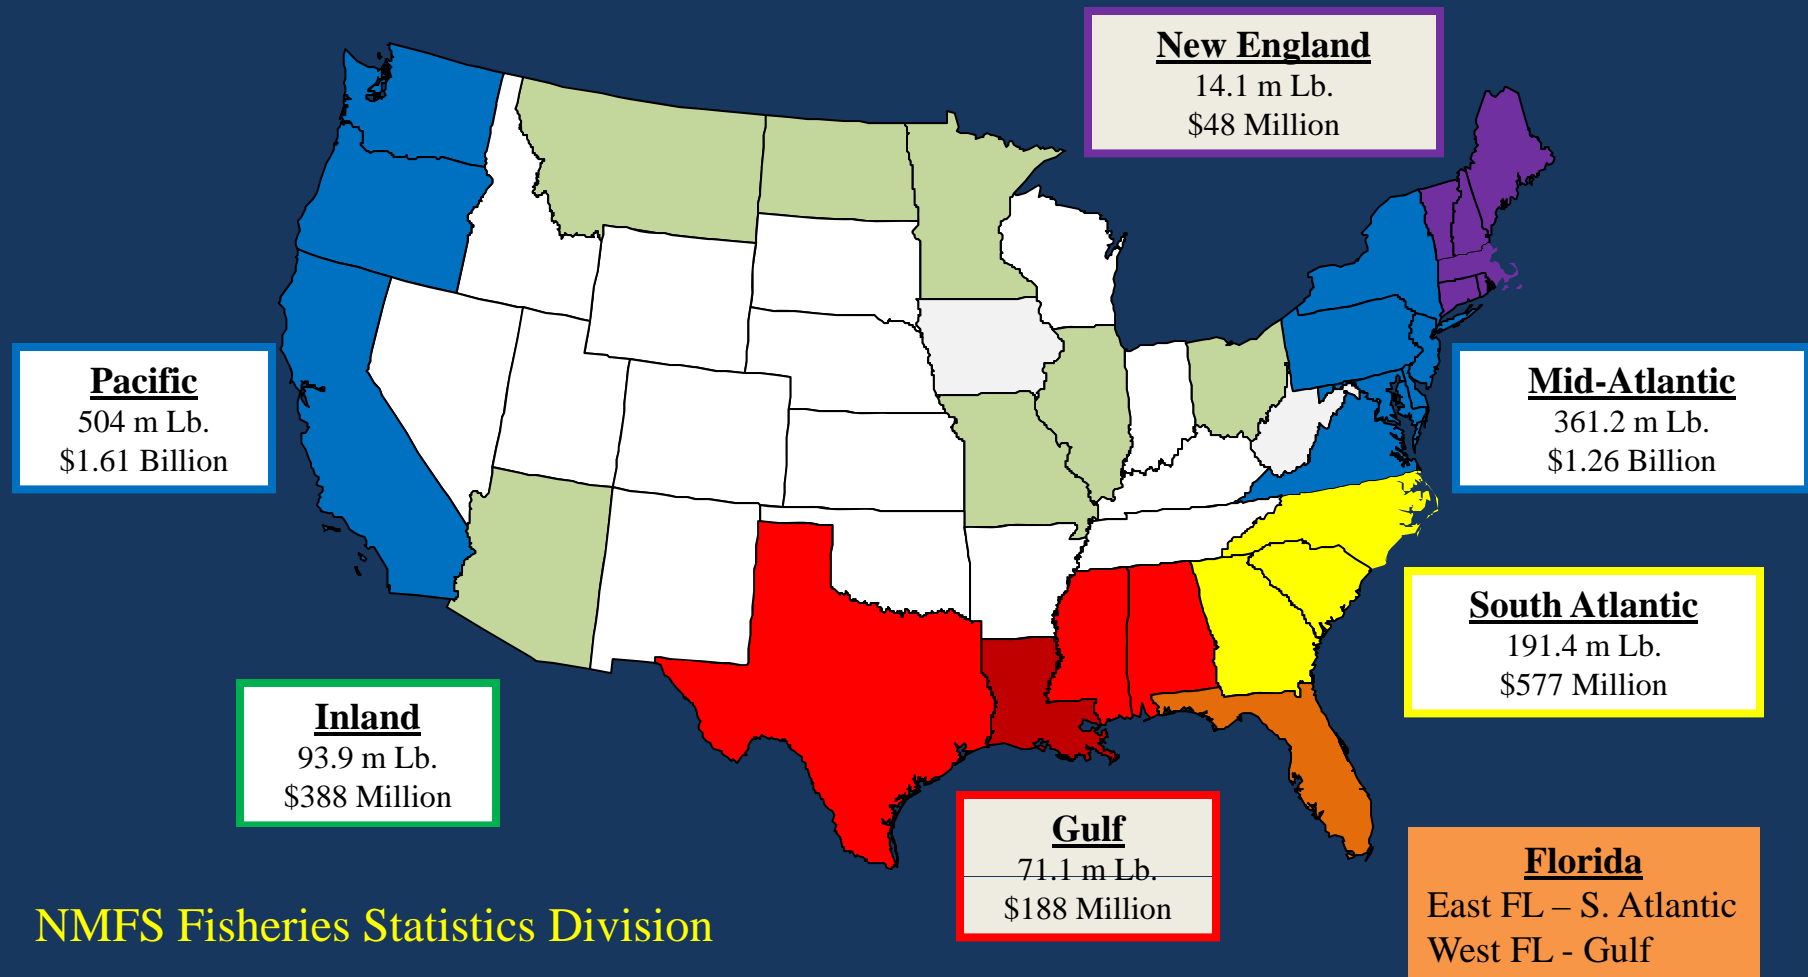 New England
14.1 m Lb.
$48 Million
Pacific
504 m Lb.
$1.61 Billion
Mid-Atlantic
361.2 m Lb.
$1.26 Billion
South Atlantic
191.4 m Lb.
$577 Million
Inland
93.9 m Lb.
$388 Million
Gulf
71.1 m Lb.
$188 Million
Florida
East FL – S. Atlantic
West FL - Gulf
NMFS Fisheries Statistics Division